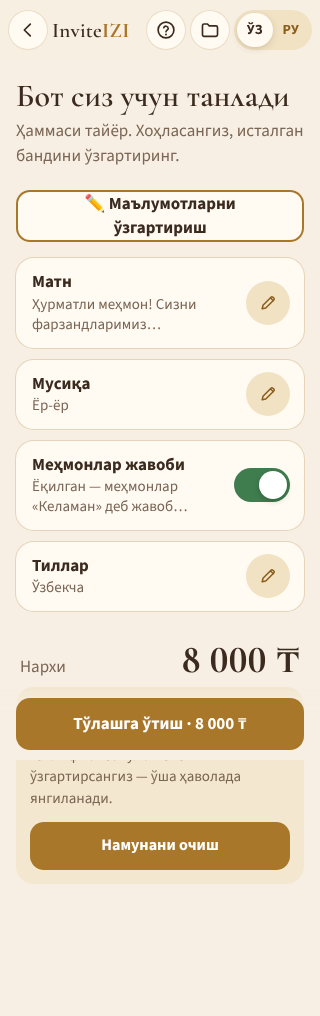 InviteIZI
ЎЗ
РУ
Бот сиз учун танлади
Ҳаммаси тайёр. Хоҳласангиз, исталган
бандини ўзгартиринг.
✏️ Маълумотларни
ўзгартириш
Матн
Ҳурматли меҳмон! Сизни
фарзандларимиз…
Мусиқа
Ёр-ёр
Меҳмонлар жавоби
Ёқилган — меҳмонлар
«Келаман» деб жавоб…
Тиллар
Ўзбекча
Нархи
8 000 ₸
Тўлашга ўтиш · 8 000 ₸
ўзгартирсангиз — ўша ҳаволада
янгиланади.
Намунани очиш